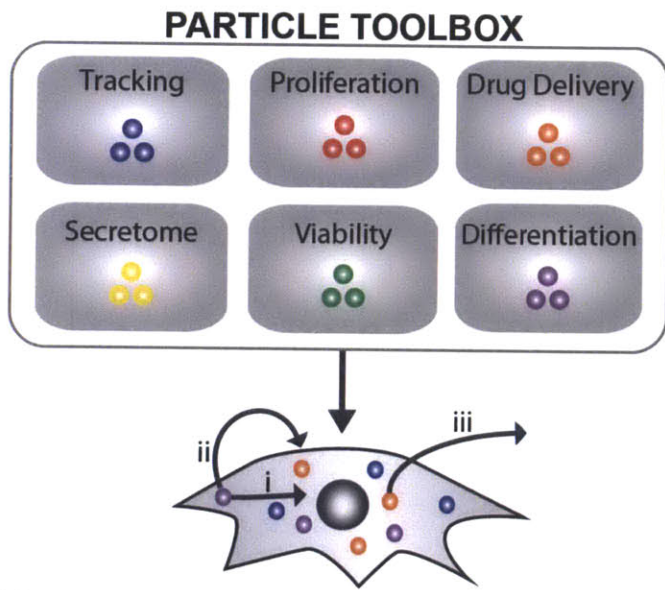 PARTICLE TOOLBOX
Tracking
Proliferation
Drug Delivery
Secretome
Viability
Differentiation
ii
i
iii